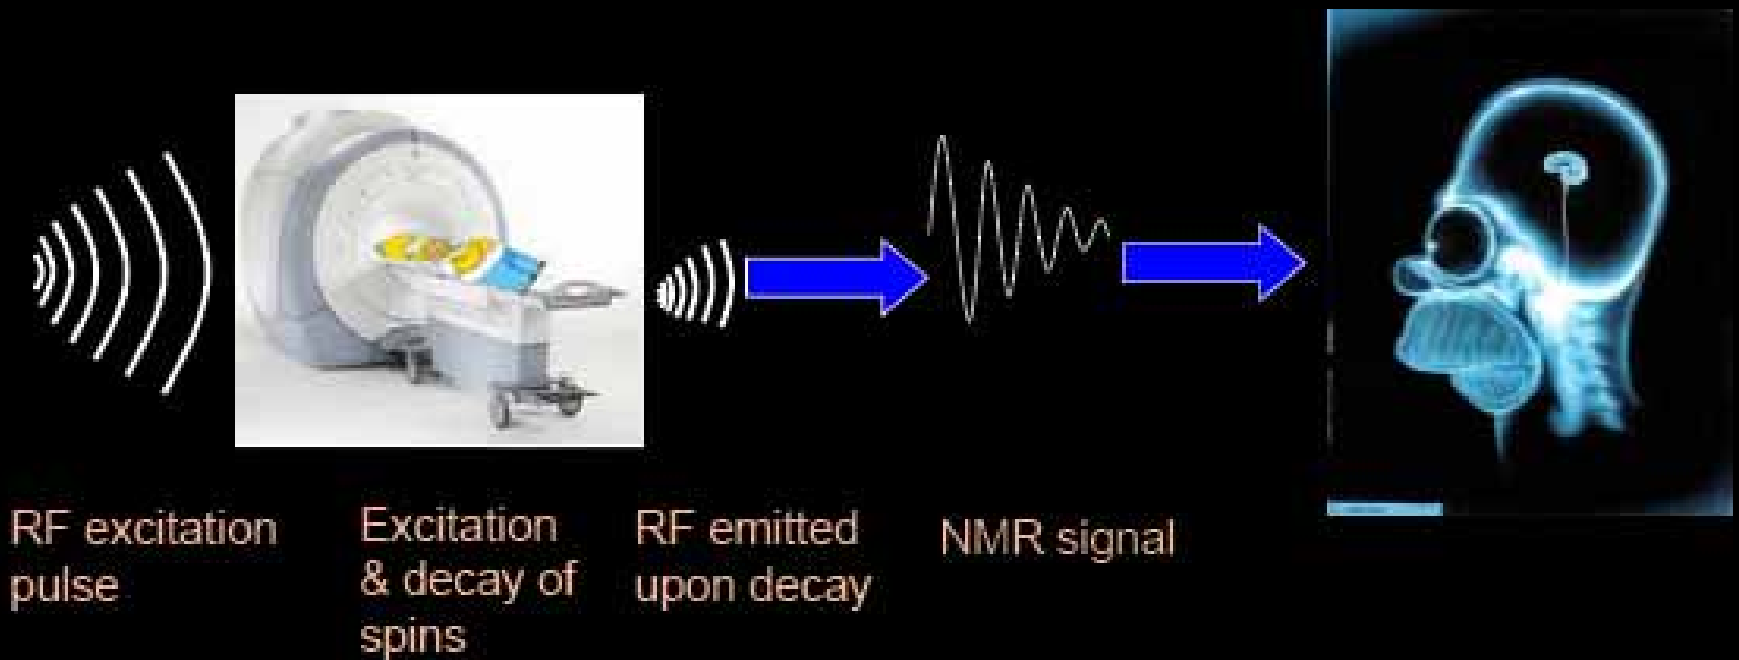 RF excitation
pulse
Excitation
& decay of
spins
RF emitted
upon decay
NMR signal